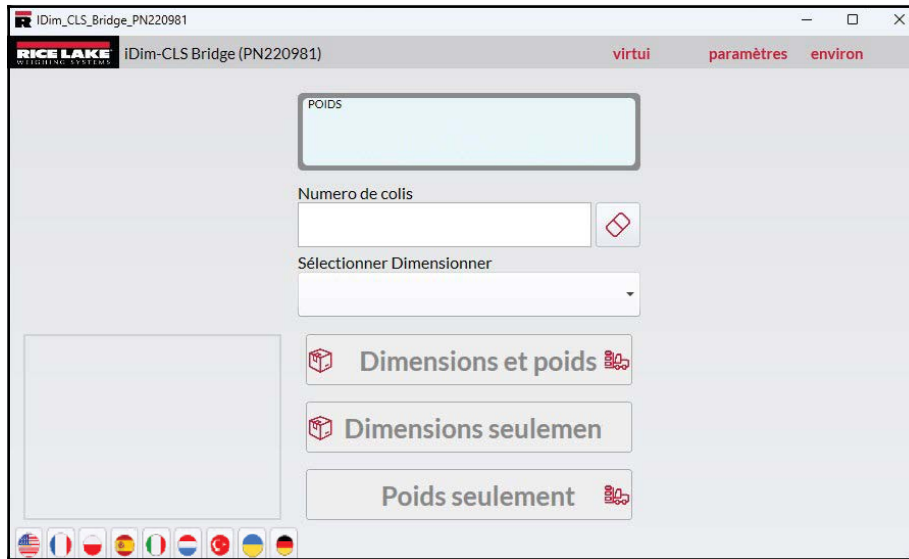 IDim_CLS_Bridge_PN220981
RICE LAKE
WEIGHING SYSTEMS
iDim-CLS Bridge (PN220981)
virtui
paramètres
environ
POIDS
Numero de colis
Sélectionner Dimensionner
Dimensions et poids
Dimensions seulemen
Poids seulement